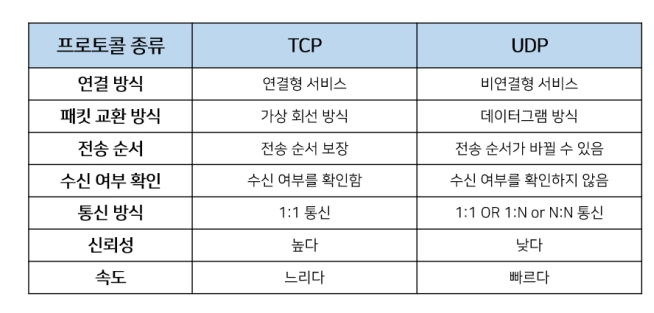 프로토콜 종류 TCP UDP
연결 방식 연결형 서비스 비연결형 서비스
패킷 교환 방식 가상 회선 방식 데이터그램 방식
전송 순서 전송 순서 보장 전송 순서가 바뀔 수 있음
수신 여부 확인 수신 여부를 확인함 수신 여부를 확인하지 않음
통신 방식 1:1 통신 1:1 OR 1:N or N:N 통신
신뢰성 높다 낮다
속도 느리다 빠르다